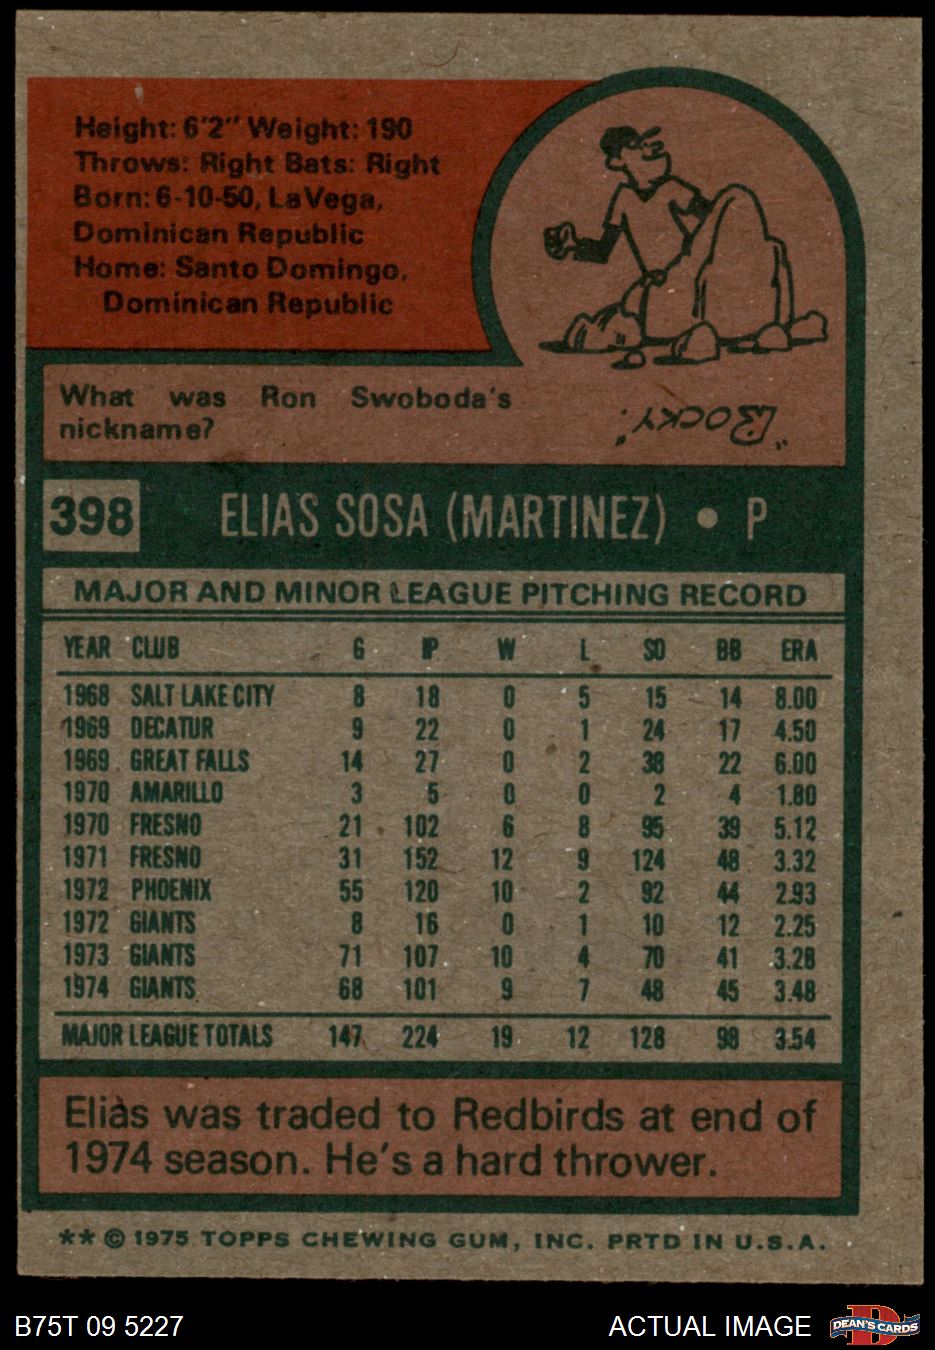 Height: 6'2" Weight: 190
Throws: Right Bats: Right
Born: 6-10-50, La Vega,
Dominican Republic
Home: Santo Domingo,
Dominican Republic
What was Ron Swoboda's
nickname?
"Rocky."
398 ELIAS SOSA (MARTINEZ) • P
MAJOR AND MINOR LEAGUE PITCHING RECORD
YEAR CLUB G IP W L SO BB ERA
1968 SALT LAKE CITY 8 18 0 5 15 14 8.00
1969 DECATUR 9 22 0 1 24 17 4.50
1969 GREAT FALLS 14 27 0 2 38 22 6.00
1970 AMARILLO 3 5 0 0 2 4 1.80
1970 FRESNO 21 102 6 8 95 39 5.12
1971 FRESNO 31 152 12 9 124 48 3.32
1972 PHOENIX 55 120 10 2 92 44 2.93
1972 GIANTS 8 16 0 1 10 12 2.25
1973 GIANTS 71 107 10 4 70 41 3.28
1974 GIANTS 68 101 9 7 48 45 3.48
MAJOR LEAGUE TOTALS 147 224 19 12 128 98 3.54
Elias was traded to Redbirds at end of
1974 season. He's a hard thrower.
** © 1975 TOPPS CHEWING GUM, INC. PRTD IN U.S.A.
B75T 09 5227 ACTUAL IMAGE DEAN'S CARDS